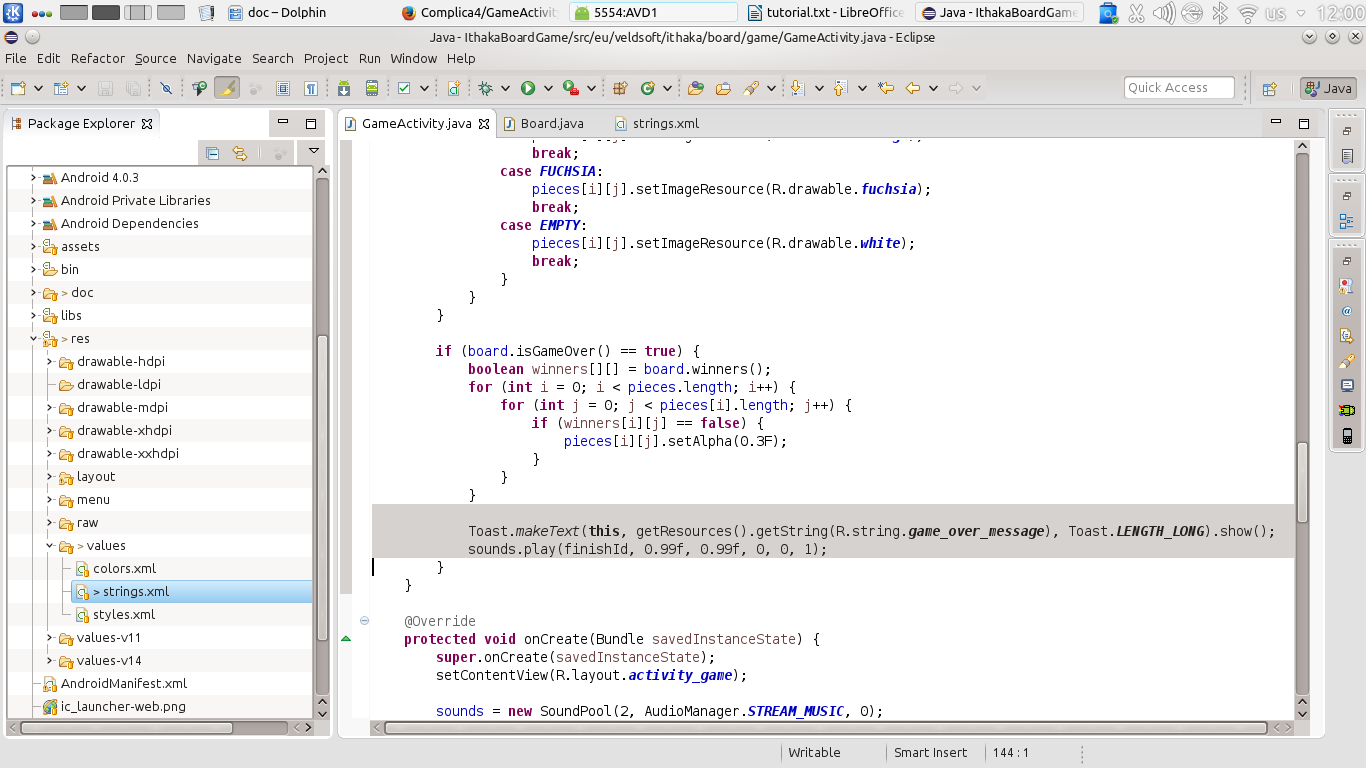 doc – Dolphin
Complica4/GameActivity
5554:AVD1
tutorial.txt - LibreOffice
Java - IthakaBoardGame
us
12:00
Java - IthakaBoardGame/src/eu/veldsoft/ithaka/board/game/GameActivity.java - Eclipse
File Edit Refactor Source Navigate Search Project Run Window Help
Quick Access
Java
Package Explorer
GameActivity.java
Board.java
strings.xml
Android 4.0.3
Android Private Libraries
Android Dependencies
assets
bin
> doc
libs
> res
drawable-hdpi
drawable-ldpi
drawable-mdpi
drawable-xhdpi
drawable-xxhdpi
layout
menu
raw
> values
colors.xml
> strings.xml
styles.xml
values-v11
values-v14
AndroidManifest.xml
ic_launcher-web.png
break;
case FUCHSIA:
pieces[i][j].setImageResource(R.drawable.fuchsia);
break;
case EMPTY:
pieces[i][j].setImageResource(R.drawable.white);
break;
}
}
}
if (board.isGameOver() == true) {
boolean winners[][] = board.winners();
for (int i = 0; i < pieces.length; i++) {
for (int j = 0; j < pieces[i].length; j++) {
if (winners[i][j] == false) {
pieces[i][j].setAlpha(0.3F);
}
}
}
Toast.makeText(this, getResources().getString(R.string.game_over_message), Toast.LENGTH_LONG).show();
sounds.play(finishId, 0.99f, 0.99f, 0, 0, 1);
}
}
@Override
protected void onCreate(Bundle savedInstanceState) {
super.onCreate(savedInstanceState);
setContentView(R.layout.activity_game);
sounds = new SoundPool(2, AudioManager.STREAM_MUSIC, 0);
Writable
Smart Insert
144 : 1